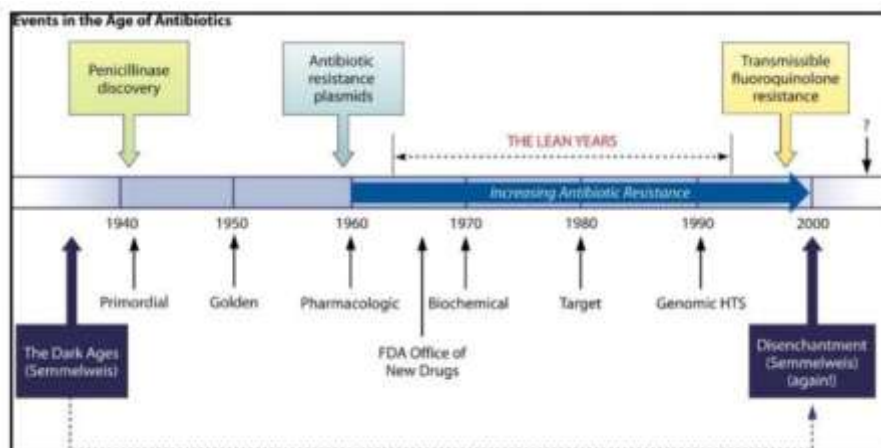 Events in the Age of Antibiotics
Penicillinase
discovery
Antibiotic
resistance
plasmids
Transmissible
fluoroquinolone
resistance
THE LEAN YEARS
?
Increasing Antibiotic Resistance
1940
1950
1960
1970
1980
1990
2000
Primordial
Golden
Pharmacologic
Biochemical
Target
Genomic HTS
The Dark Ages
(Semmelweis)
FDA Office of
New Drugs
Disenchantment
(Semmelweis)
(again!)